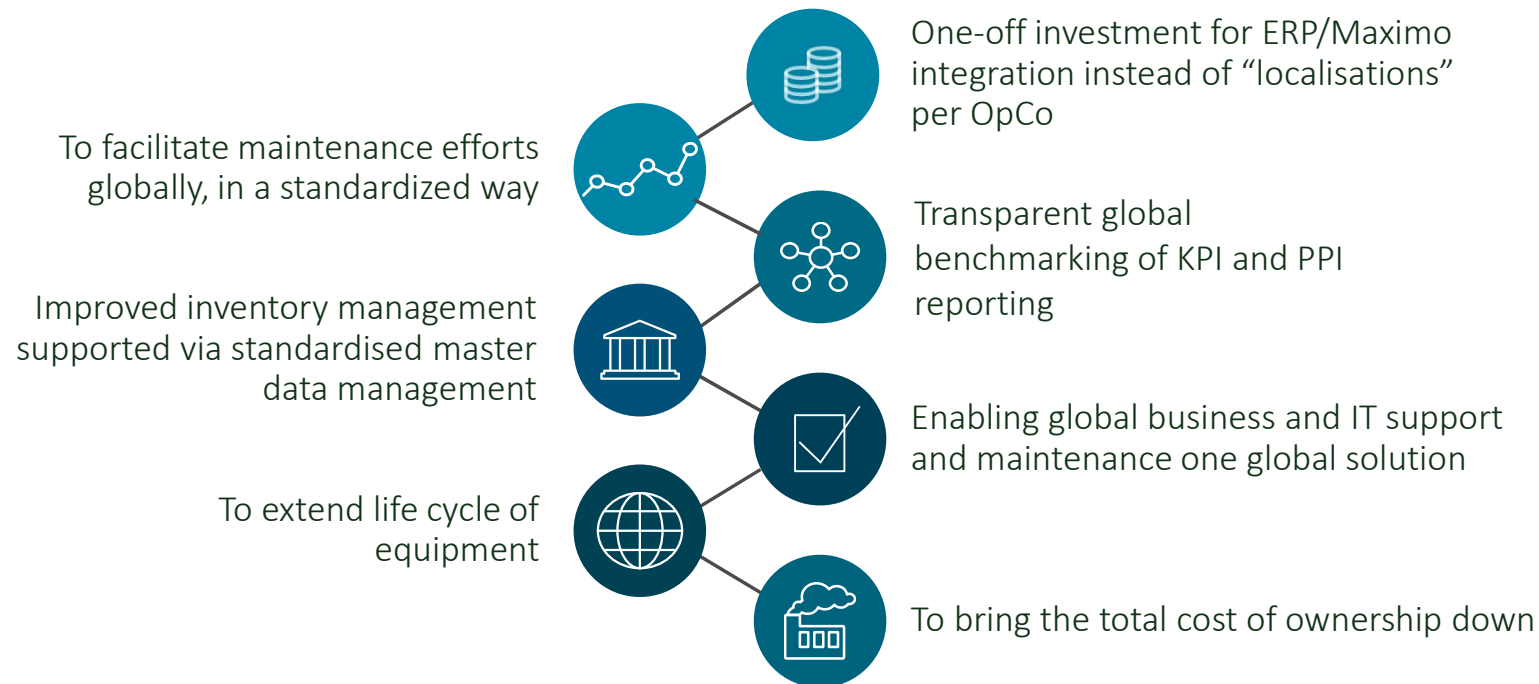 One-off investment for ERP/Maximo
integration instead of “localisations”
per OpCo
To facilitate maintenance efforts
globally, in a standardized way
Transparent global
benchmarking of KPI and PPI
reporting
Improved inventory management
supported via standardised master
data management
Enabling global business and IT support
and maintenance one global solution
To extend life cycle of
equipment
To bring the total cost of ownership down